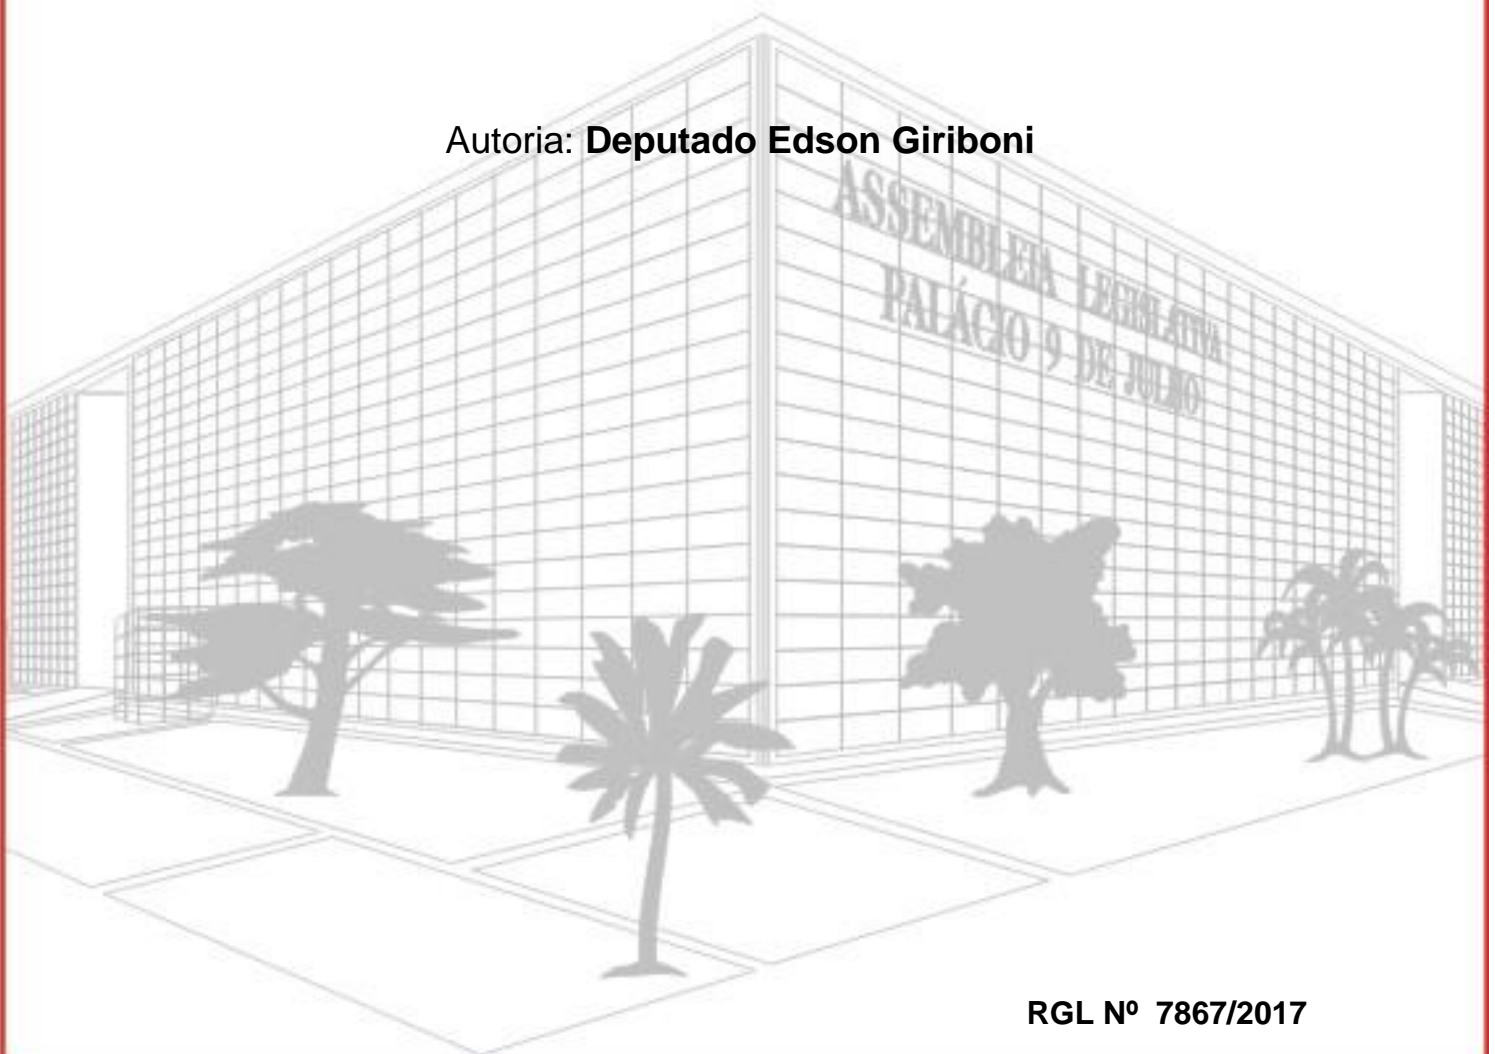 Autoria: Deputado Edson Giriboni
ASSEMBLEIA LEGISLATIVA
PALÁCIO 9 DE JULHO
RGL Nº 7867/2017